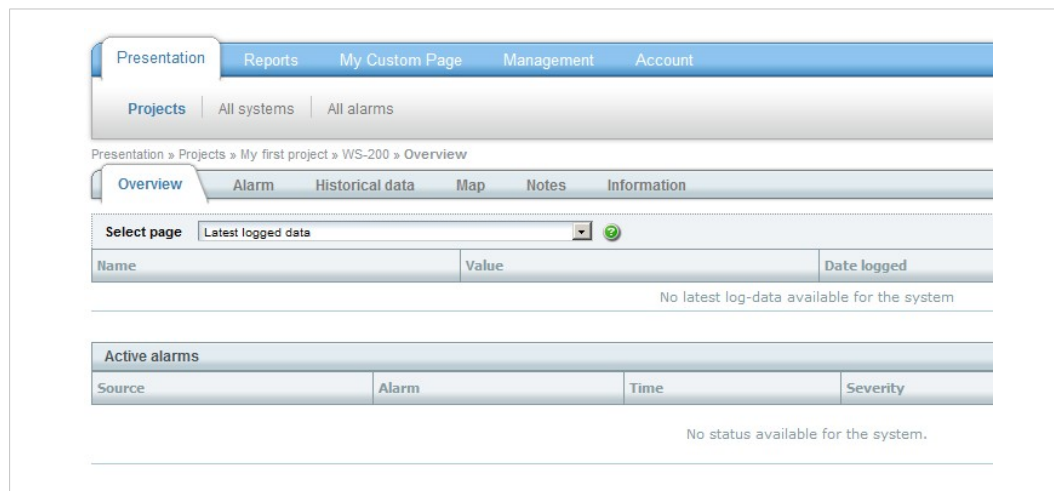 Presentation Reports My Custom Page Management Account
Projects All systems All alarms
Presentation » Projects » My first project » WS-200 » Overview
Overview Alarm Historical data Map Notes Information
Select page Latest logged data ?
Name Value Date logged
No latest log-data available for the system
Active alarms
Source Alarm Time Severity
No status available for the system.